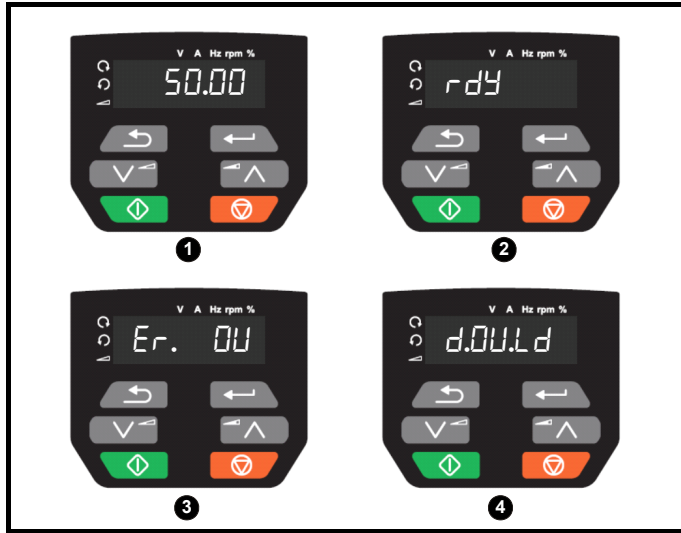 V A Hz rpm %
50.00
1
V A Hz rpm %
rdy
2
V A Hz rpm %
Er. OU
3
V A Hz rpm %
d.OU.Ld
4